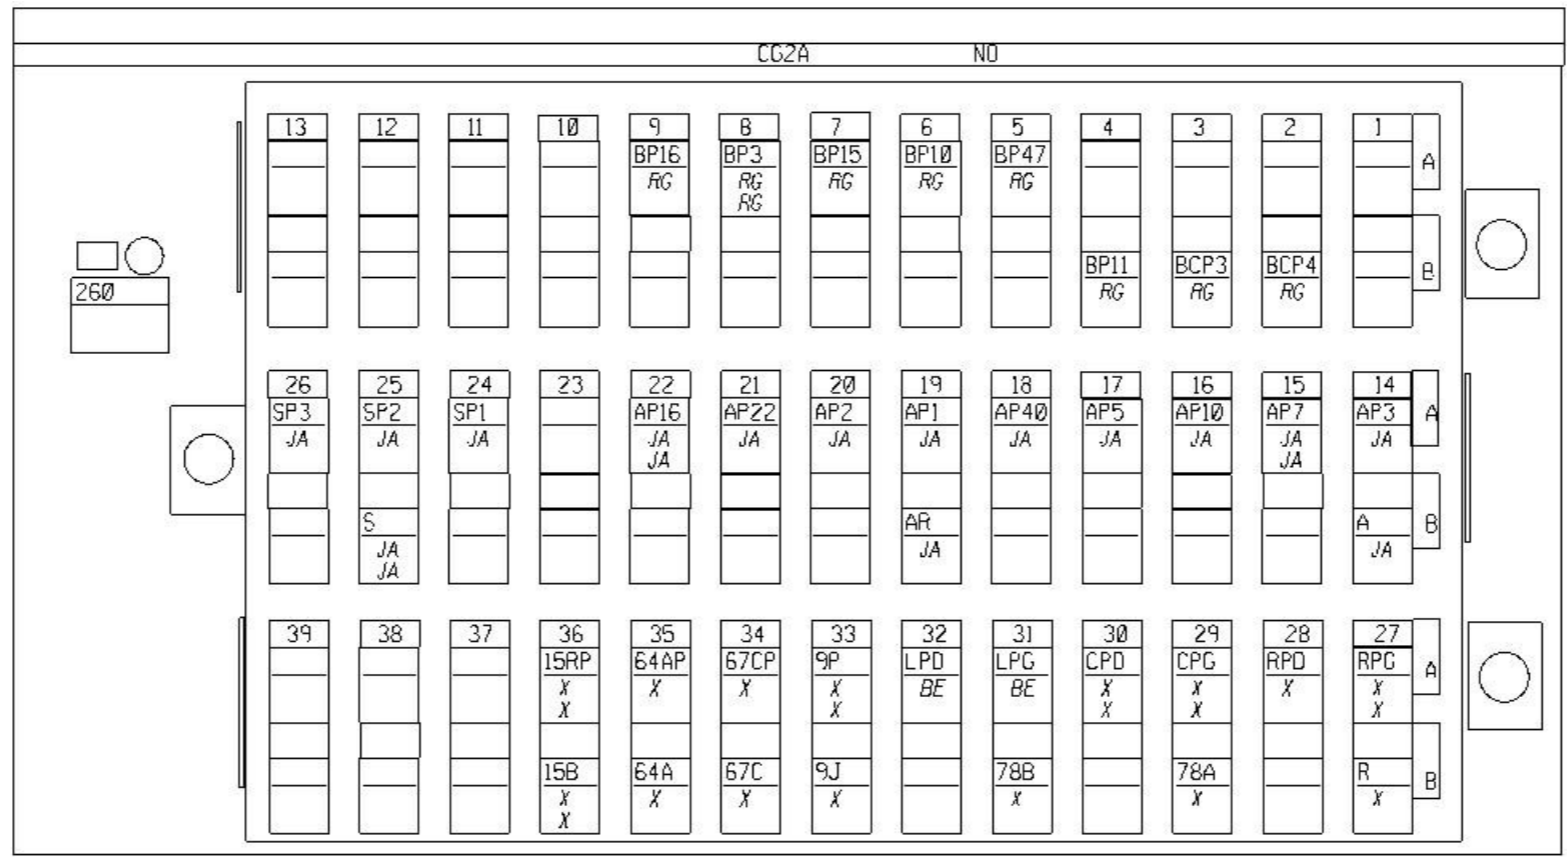 CG2A NO
13 12 11 10 9 8 7 6 5 4 3 2 1
BP16 BP3 BP15 BP10 BP47 A
RG RG RG RG RG
RG
260
BP11 BCP3 BCP4 B
RG RG RG
26 25 24 23 22 21 20 19 18 17 16 15 14
SP3 SP2 SP1 AP16 AP22 AP2 AP1 AP40 AP5 AP10 AP7 AP3 A
JA JA JA JA JA JA JA JA JA JA JA JA
JA JA
S AR A B
JA JA JA
JA
39 38 37 36 35 34 33 32 31 30 29 28 27
15RP 64AP 67CP 9P LPD LPG CPD CPG RPD RPG A
X X X X BE BE X X X X
X X X X X
15B 64A 67C 9J 78B 78A R B
X X X X X X X
X